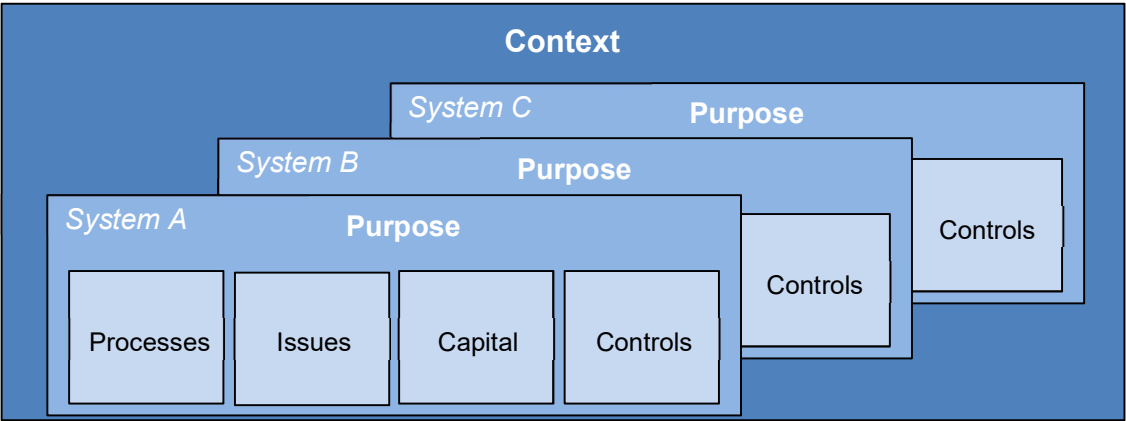 Context
System C
Purpose
System B
Purpose
System A
Purpose
Controls
Controls
Processes
Issues
Capital
Controls